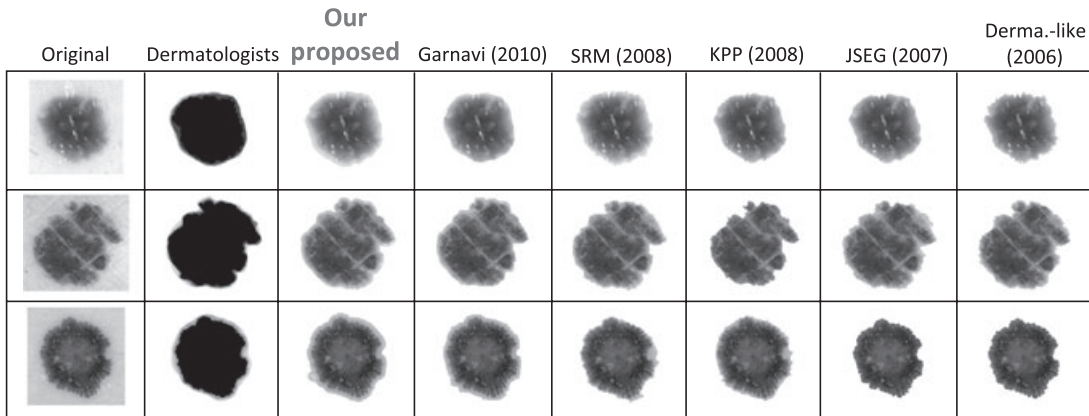 Original
Dermatologists
Our
proposed
Garnavi (2010)
SRM (2008)
KPP (2008)
JSEG (2007)
Derma.-like
(2006)